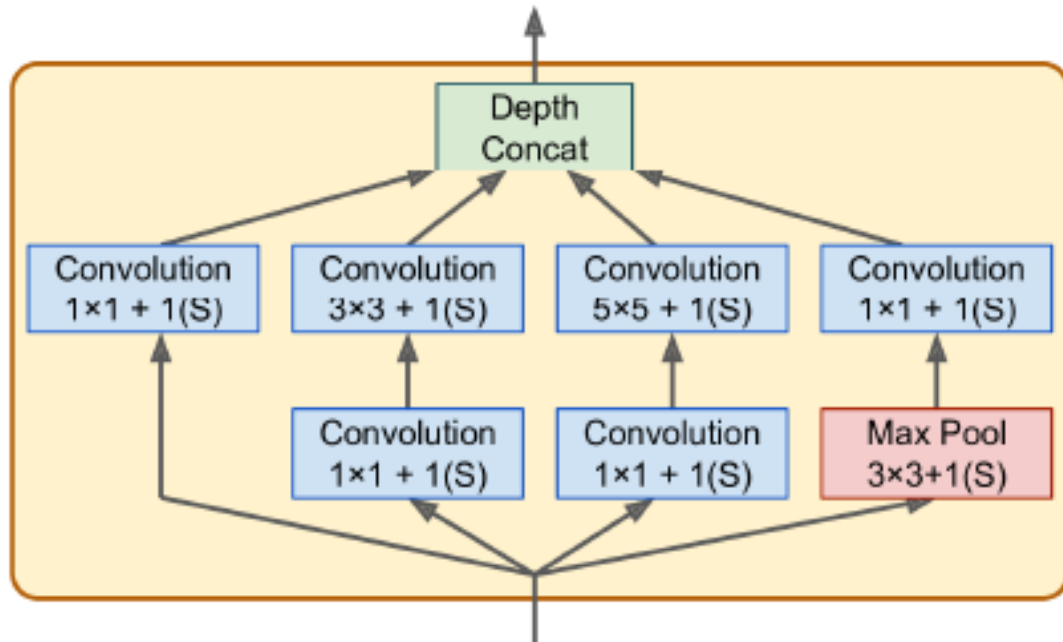 Depth
Concat
Convolution
1×1 + 1(S)
Convolution
3×3 + 1(S)
Convolution
5×5 + 1(S)
Convolution
1×1 + 1(S)
Convolution
1×1 + 1(S)
Convolution
1×1 + 1(S)
Max Pool
3×3+1(S)